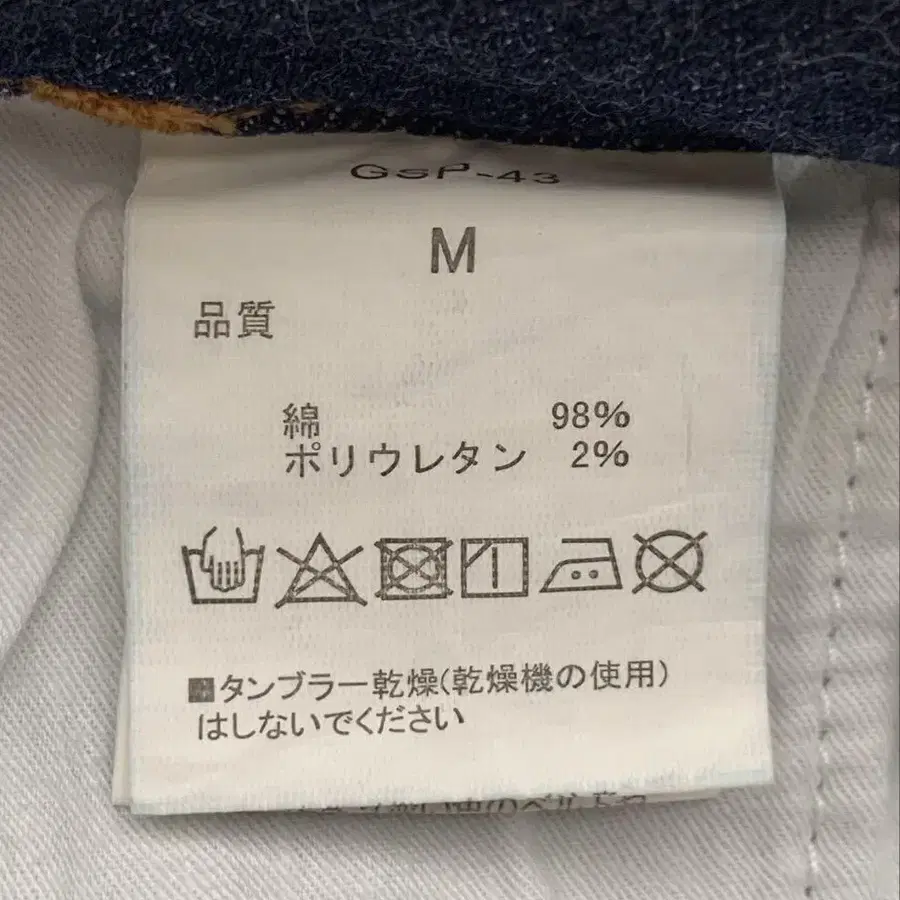 GSP-43
M
品質
綿 98%
ポリウレタン 2%
■タンブラー乾燥(乾燥機の使用)
はしないでください